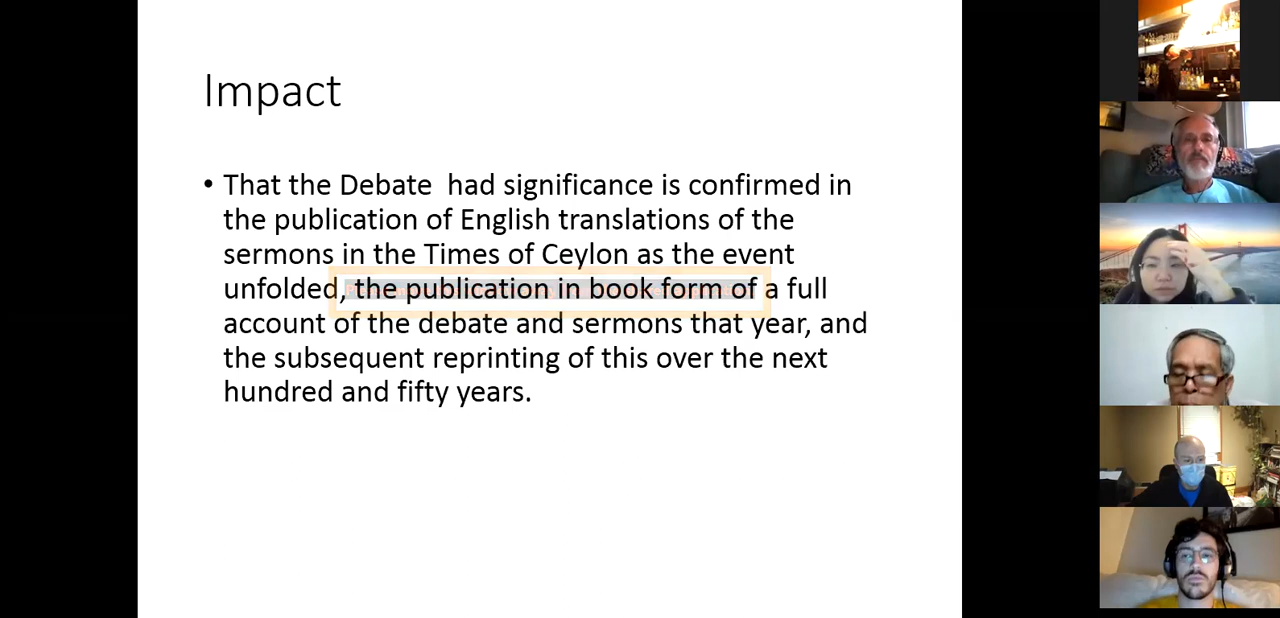 Impact
• That the Debate had significance is confirmed in
the publication of English translations of the
sermons in the Times of Ceylon as the event
unfolded, the publication in book form of a full
account of the debate and sermons that year, and
the subsequent reprinting of this over the next
hundred and fifty years.